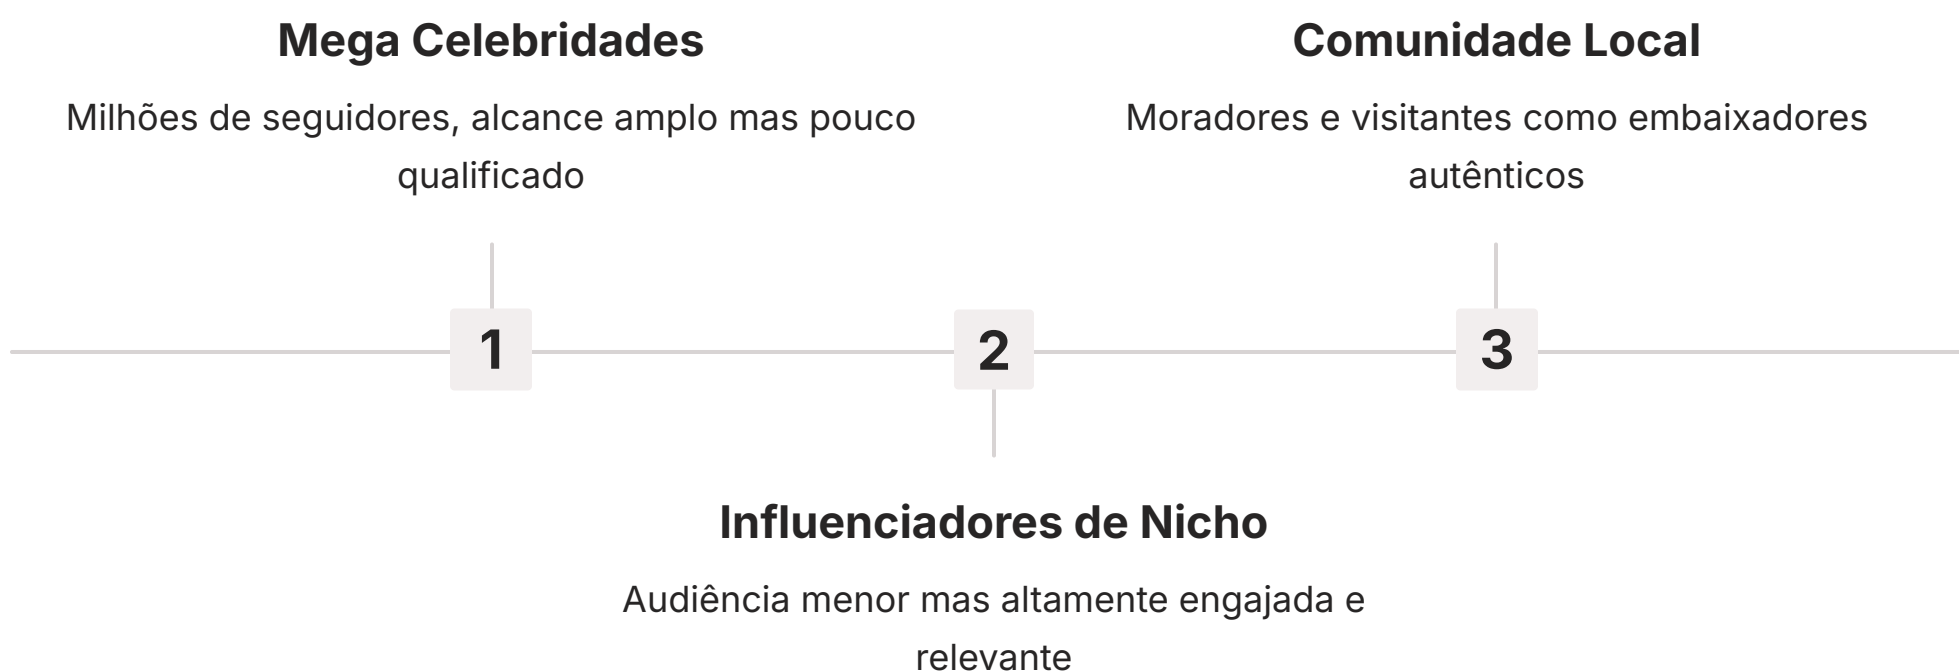 Mega Celebridades
Milhões de seguidores, alcance amplo mas pouco
qualificado
Comunidade Local
Moradores e visitantes como embaixadores
autênticos
1
2
3
Influenciadores de Nicho
Audiência menor mas altamente engajada e
relevante